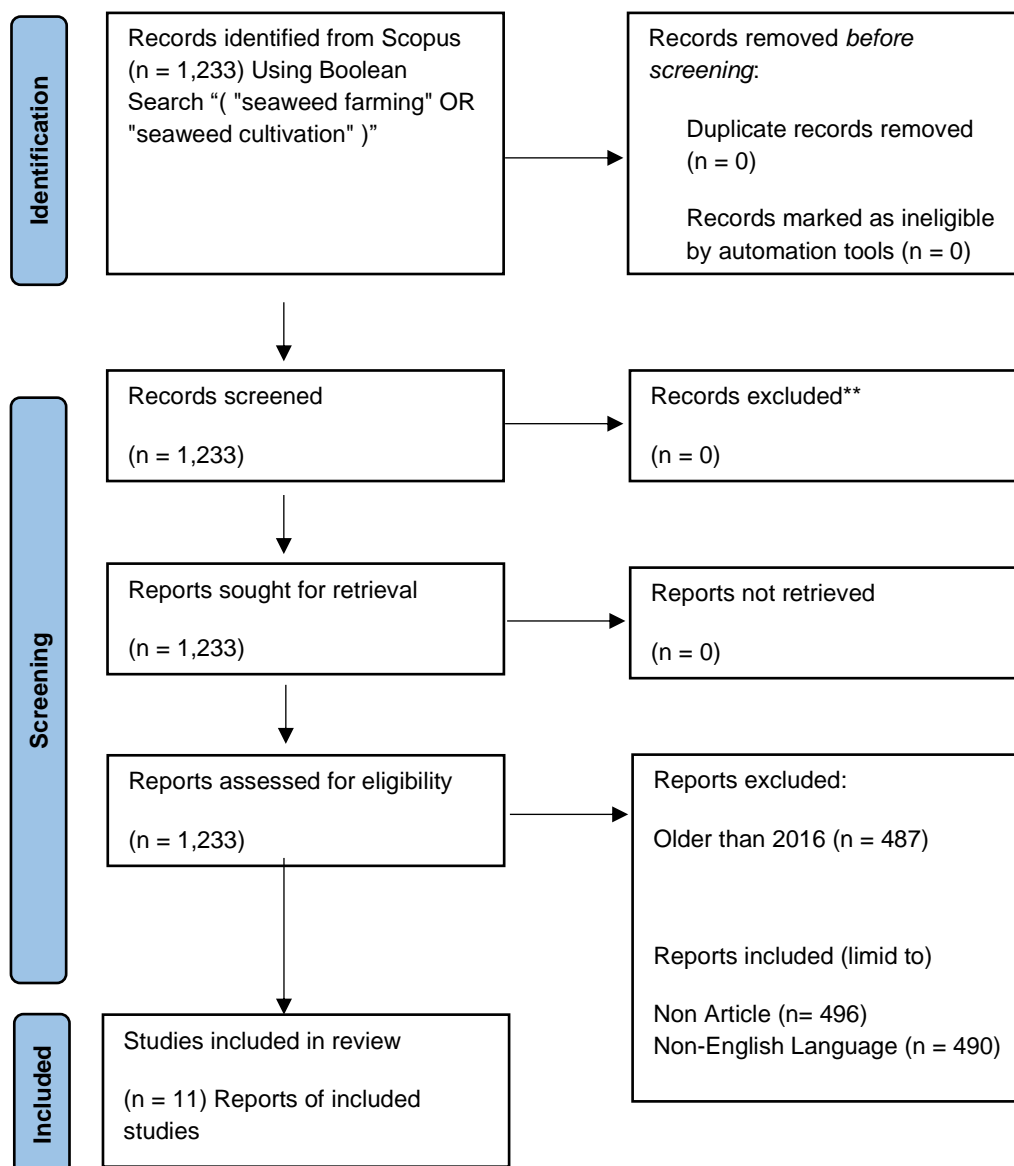 Identification
Records identified from Scopus
(n = 1,233) Using Boolean
Search “( "seaweed farming" OR
"seaweed cultivation" )”
Records removed before
screening:
Duplicate records removed
(n = 0)
Records marked as ineligible
by automation tools (n = 0)
Screening
Records screened
(n = 1,233)
Records excluded**
(n = 0)
Reports sought for retrieval
(n = 1,233)
Reports not retrieved
(n = 0)
Reports assessed for eligibility
(n = 1,233)
Reports excluded:
Older than 2016 (n = 487)
Reports included (limid to)
Non Article (n= 496)
Non-English Language (n = 490)
Included
Studies included in review
(n = 11) Reports of included
studies